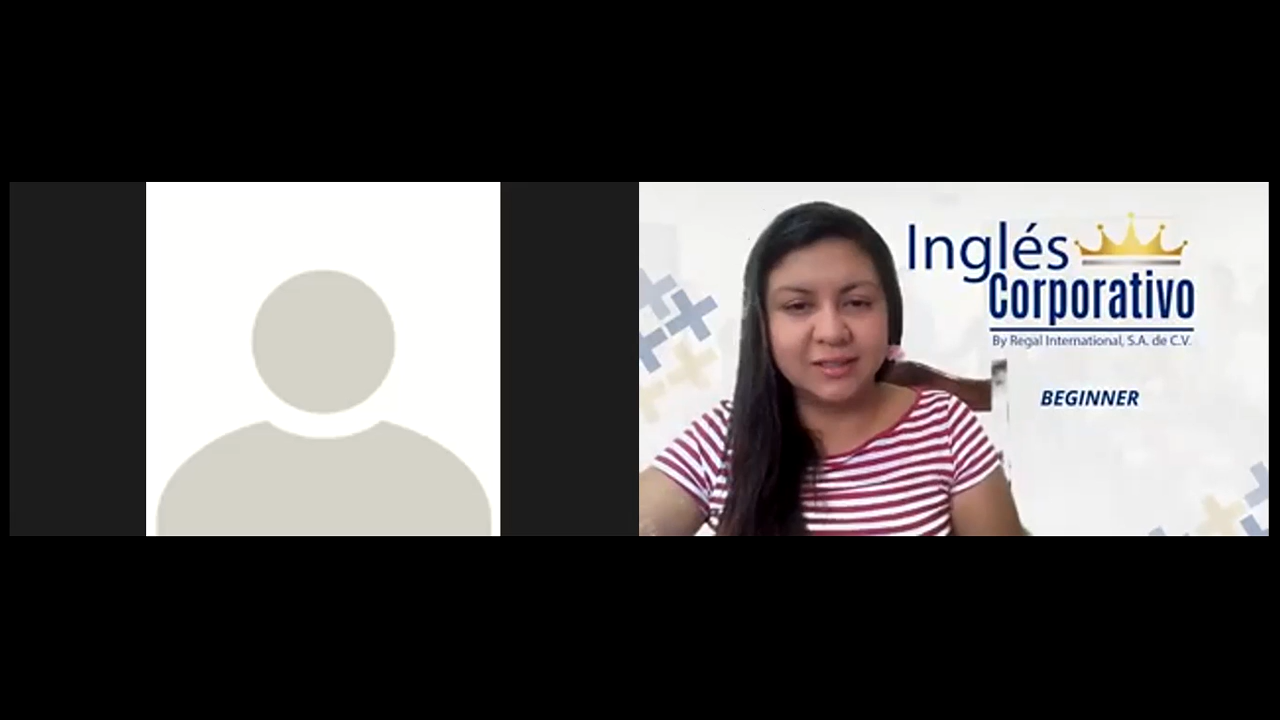 Inglés
Corporativo
By Regal International, S.A. de C.V.
BEGINNER